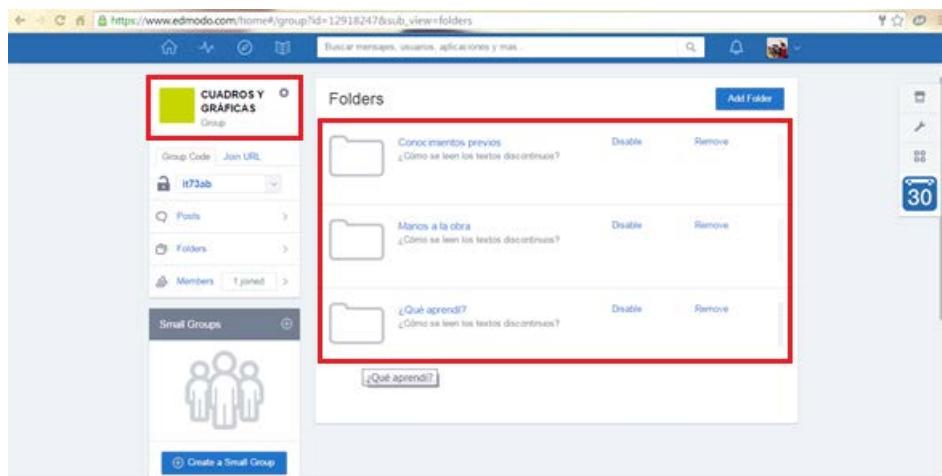 https://www.edmodo.com/home#/group?id=12918247&sub_view=folders
Buscar mensajes, usuarios, aplicaciones y mas...
CUADROS Y
GRÁFICAS
Group
Group Code Join URL
it73ab
Posts
Folders
Members 1 joined
Small Groups
Create a Small Group
Folders
Add Folder
Conocimientos previos Disable Remove
¿Cómo se leen los textos discontinuos?
Manos a la obra Disable Remove
¿Cómo se leen los textos discontinuos?
¿Qué aprendí? Disable Remove
¿Cómo se leen los textos discontinuos?
¿Qué aprendí?
30